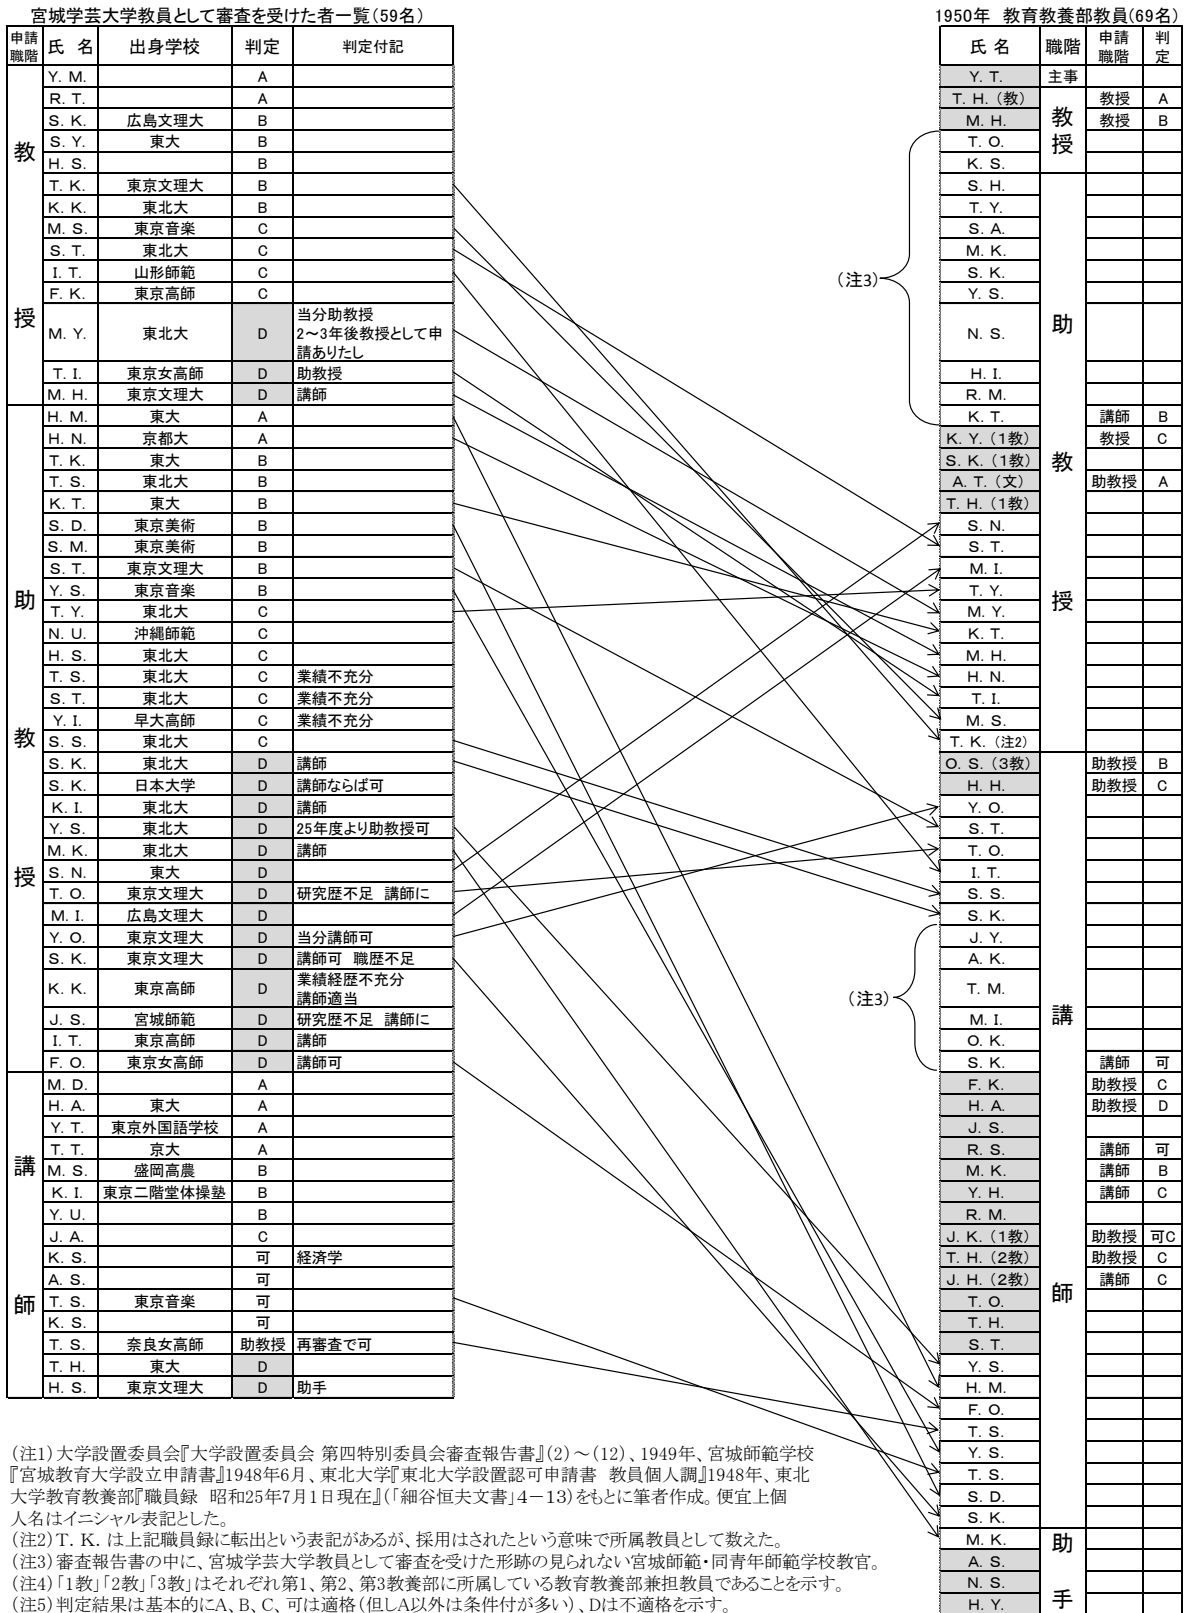 宮城学芸大学教員として審査を受けた者一覧(59名)
申請職階 氏 名 出身学校 判定 判定付記
教授
Y. M. A
R. T. A
S. K. 広島文理大 B
S. Y. 東大 B
H. S. B
T. K. 東京文理大 B
K. K. 東北大 B
M. S. 東京音楽 C
S. T. 東北大 C
I. T. 山形師範 C
F. K. 東京高師 C
M. Y. 東北大 D 当分助教授
2～3年後教授として申
請ありたし
T. I. 東京女高師 D 助教授
M. H. 東京文理大 D 講師
助教授
H. M. 東大 A
H. N. 京都大 A
T. K. 東大 B
T. S. 東北大 B
K. T. 東大 B
S. D. 東京美術 B
S. M. 東京美術 B
S. T. 東京文理大 B
Y. S. 東京音楽 B
T. Y. 東北大 C
N. U. 沖縄師範 C
H. S. 東北大 C
T. S. 東北大 C 業績不充分
S. T. 東北大 C 業績不充分
Y. I. 早大高師 C 業績不充分
S. S. 東北大 C
S. K. 東北大 D 講師
S. K. 日本大学 D 講師ならば可
K. I. 東北大 D 講師
Y. S. 東北大 D 25年度より助教授可
M. K. 東北大 D 講師
S. N. 東大 D
T. O. 東京文理大 D 研究歴不足 講師に
M. I. 広島文理大 D
Y. O. 東京文理大 D 当分講師可
S. K. 東京文理大 D 講師可 職歴不足
K. K. 東京高師 D 業績経歴不充分
講師適当
J. S. 宮城師範 D 研究歴不足 講師に
I. T. 東京高師 D 講師
F. O. 東京女高師 D 講師可
講師
M. D. A
H. A. 東大 A
Y. T. 東京外国語学校 A
T. T. 京大 A
M. S. 盛岡高農 B
K. I. 東京二階堂体操塾 B
Y. U. B
J. A. C
K. S. 可 経済学
A. S. 可
T. S. 東京音楽 可
K. S. 可
T. S. 奈良女高師 助教授 再審査で可
T. H. 東大 D
H. S. 東京文理大 D 助手
1950年 教育教養部教員(69名)
氏 名 職階 申請職階 判定
Y. T. 主事
教授
T. H. (教) 教授 A
M. H. 教授 B
T. O.
K. S.
助教授
S. H.
T. Y.
S. A.
M. K.
S. K.
Y. S.
(注3)
N. S.
H. I.
R. M.
K. T. 講師 B
K. Y. (1教) 教授 C
S. K. (1教)
A. T. (文) 助教授 A
T. H. (1教)
S. N.
S. T.
M. I.
T. Y.
M. Y.
K. T.
M. H.
H. N.
T. I.
M. S.
T. K. (注2)
講師
O. S. (3教) 助教授 B
H. H. 助教授 C
Y. O.
S. T.
T. O.
I. T.
S. S.
S. K.
J. Y.
A. K.
(注3)
T. M.
M. I.
O. K.
S. K. 講師 可
F. K. 助教授 C
H. A. 助教授 D
J. S.
R. S. 講師 可
M. K. 講師 B
Y. H. 講師 C
R. M.
J. K. (1教) 助教授 可C
T. H. (2教) 助教授 C
J. H. (2教) 講師 C
T. O.
T. H.
S. T.
Y. S.
H. M.
F. O.
T. S.
Y. S.
T. S.
S. D.
S. K.
助手
M. K.
A. S.
N. S.
H. Y.
(注1)大学設置委員会『大学設置委員会 第四特別委員会審査報告書』(2)～(12)、1949年、宮城師範学校
『宮城教育大学設立申請書』1948年6月、東北大学『東北大学設置認可申請書 教員個人調』1948年、東北
大学教育教養部『職員録 昭和25年7月1日現在』(「細谷恒夫文書」4－13)をもとに筆者作成。便宜上個
人名はイニシャル表記とした。
(注2)T. K. は上記職員録に転出という表記があるが、採用はされたという意味で所属教員として数えた。
(注3)審査報告書の中に、宮城学芸大学教員として審査を受けた形跡の見られない宮城師範・同青年師範学校教官。
(注4)「1教」「2教」「3教」はそれぞれ第1、第2、第3教養部に所属している教育教養部兼担教員であることを示す。
(注5)判定結果は基本的にA、B、C、可は適格(但しA以外は条件付が多い)、Dは不適格を示す。